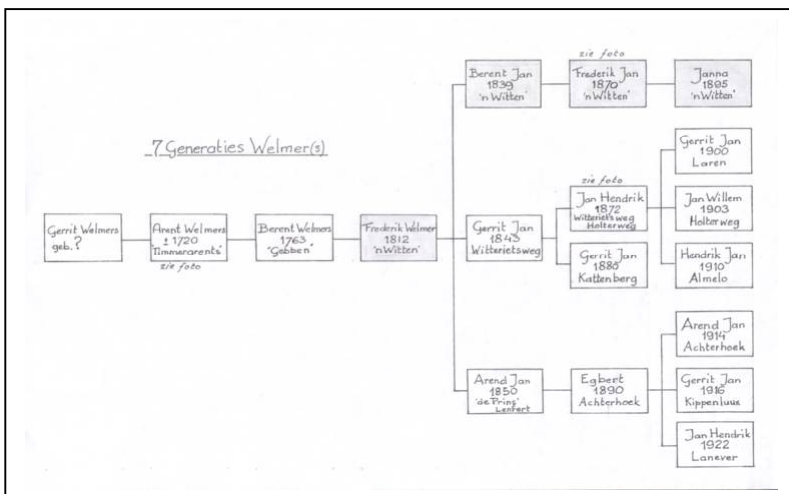 7 Generaties Welmer(s)
Gerrit Welmers
geb.?
Arent Welmers
± 1720
"Timmerarents"
zie foto
Berent Welmers
1763
"Gebben"
Frederik Welmer
1812
'n Witten'
Berent Jan
1839
'n Witten'
zie foto
Frederik Jan
1870
'n Witten'
Janna
1895
'n Witten'
Gerrit Jan
1843
Witterietsweg
zie foto
Jan Hendrik
1872
Witterietsweg
Holterweg
Gerrit Jan
1900
Laren
Jan Willem
1903
Holterweg
Hendrik Jan
1910
Almelo
Gerrit Jan
1886
Kattenberg
Arend Jan
1850
'de Prins'
Lenfert
Egbert
1890
Achterhoek
Arend Jan
1914
Achterhoek
Gerrit Jan
1916
Kippenluus
Jan Hendrik
1922
Lanever